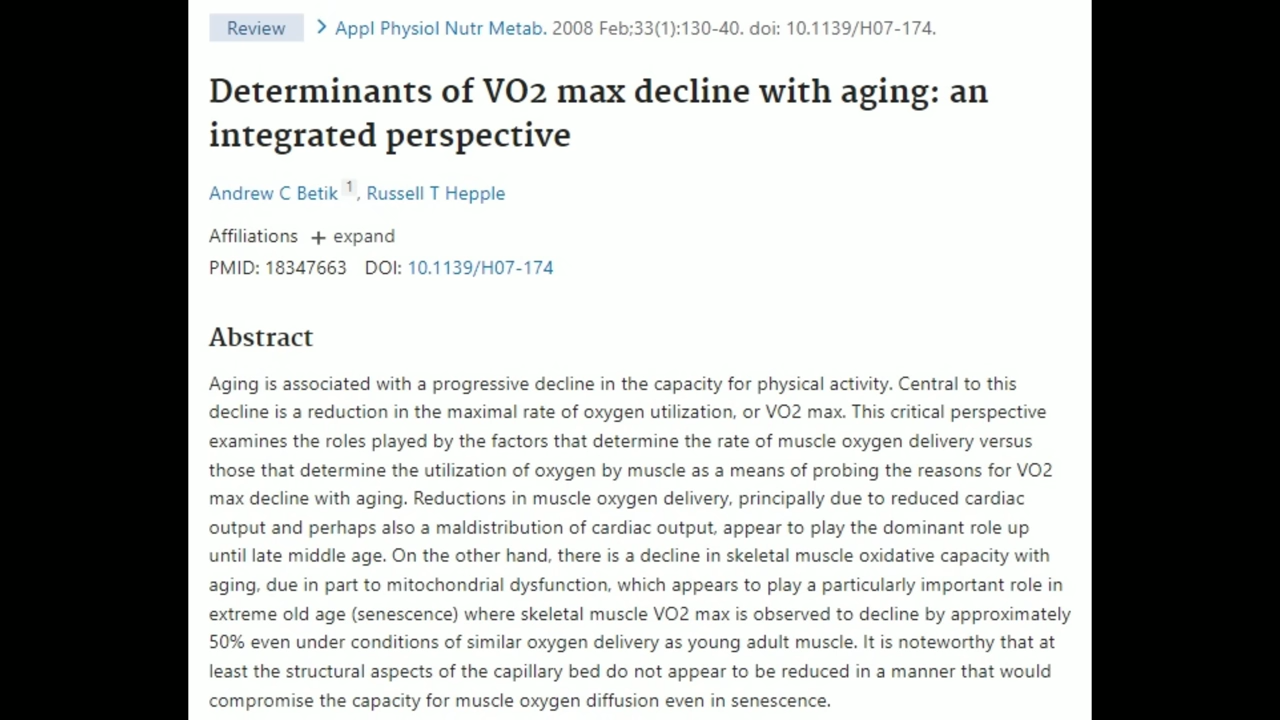 Review > Appl Physiol Nutr Metab. 2008 Feb;33(1):130-40. doi: 10.1139/H07-174.
Determinants of VO2 max decline with aging: an
integrated perspective
Andrew C Betik 1, Russell T Hepple
Affiliations + expand
PMID: 18347663 DOI: 10.1139/H07-174
Abstract
Aging is associated with a progressive decline in the capacity for physical activity. Central to this
decline is a reduction in the maximal rate of oxygen utilization, or VO2 max. This critical perspective
examines the roles played by the factors that determine the rate of muscle oxygen delivery versus
those that determine the utilization of oxygen by muscle as a means of probing the reasons for VO2
max decline with aging. Reductions in muscle oxygen delivery, principally due to reduced cardiac
output and perhaps also a maldistribution of cardiac output, appear to play the dominant role up
until late middle age. On the other hand, there is a decline in skeletal muscle oxidative capacity with
aging, due in part to mitochondrial dysfunction, which appears to play a particularly important role in
extreme old age (senescence) where skeletal muscle VO2 max is observed to decline by approximately
50% even under conditions of similar oxygen delivery as young adult muscle. It is noteworthy that at
least the structural aspects of the capillary bed do not appear to be reduced in a manner that would
compromise the capacity for muscle oxygen diffusion even in senescence.